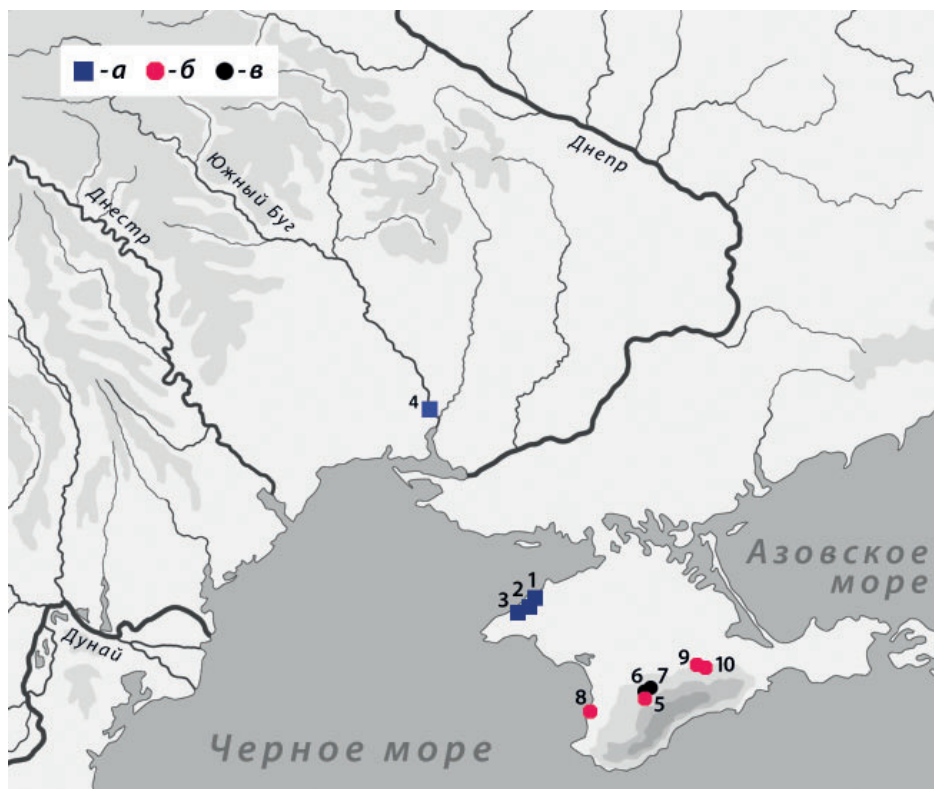 -а -б -в
Днепр
Южный Буг
Днестр
4
Азовское
море
1
2
3
Дунай
9 10
6 7
5
8
Черное море